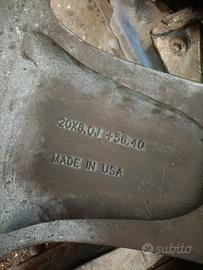 20X8.0J +56.40
MADE IN USA
subito